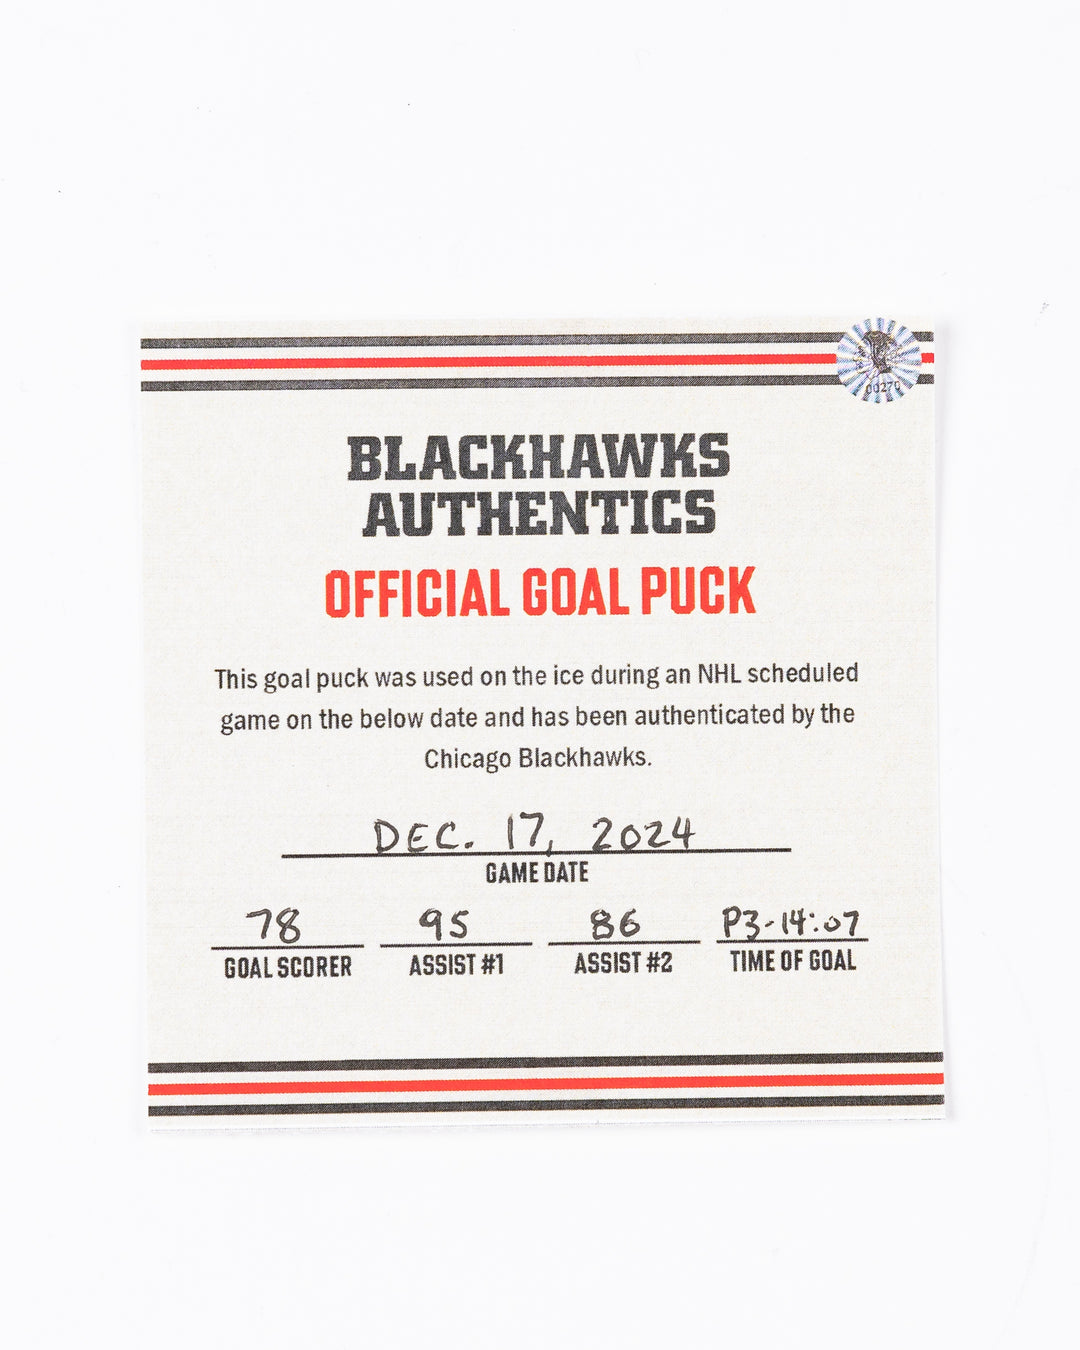 00270
BLACKHAWKS
AUTHENTICS
OFFICIAL GOAL PUCK
This goal puck was used on the ice during an NHL scheduled
game on the below date and has been authenticated by the
Chicago Blackhawks.
DEC. 17, 2024
GAME DATE
78 95 86 P3-14:07
GOAL SCORER ASSIST #1 ASSIST #2 TIME OF GOAL